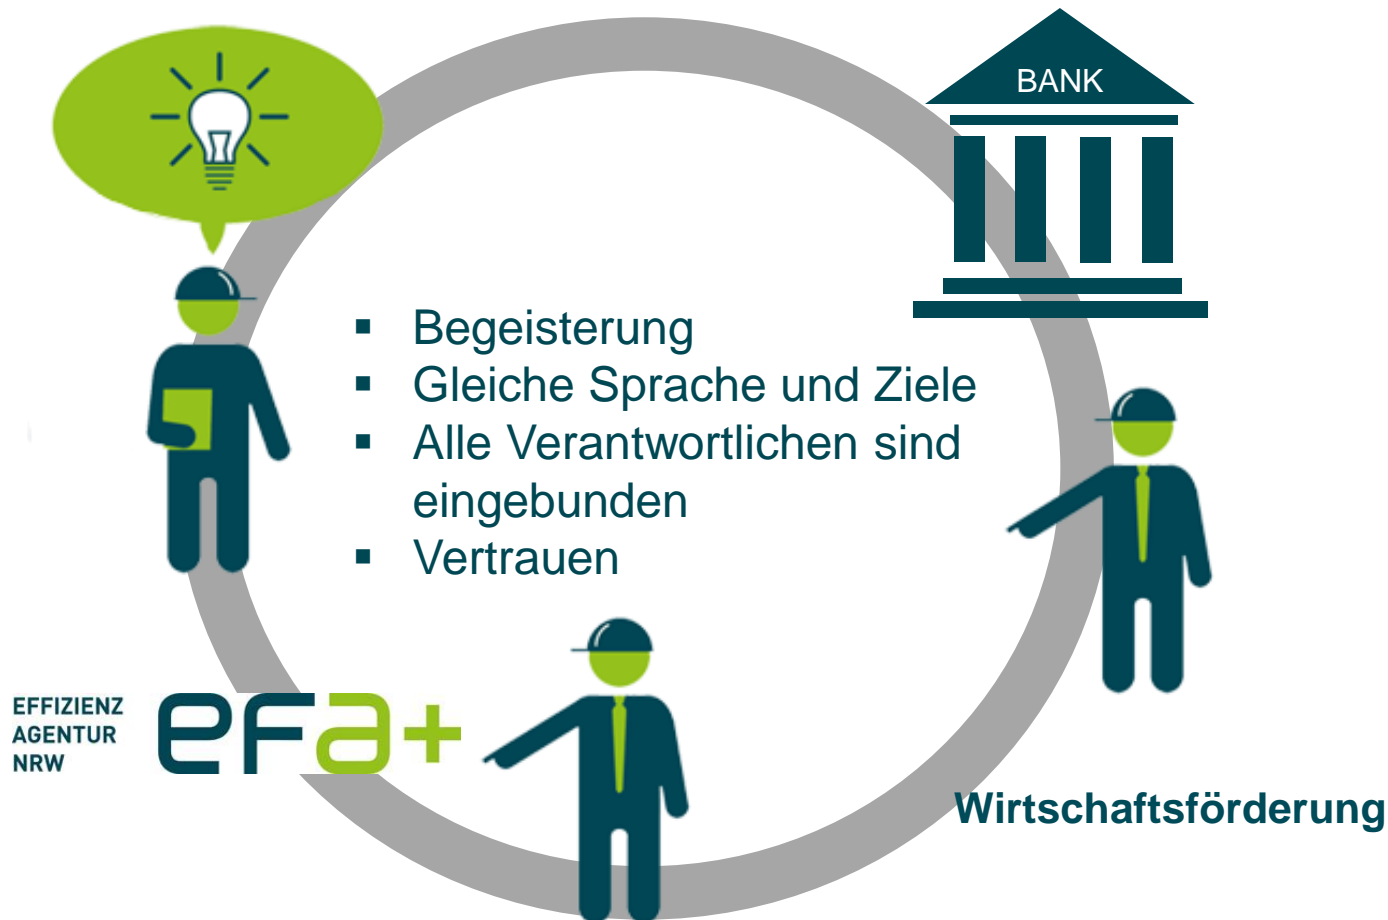 BANK
▪ Begeisterung
▪ Gleiche Sprache und Ziele
▪ Alle Verantwortlichen sind
eingebunden
▪ Vertrauen
EFFIZIENZ
AGENTUR
NRW
efa+
Wirtschaftsförderung